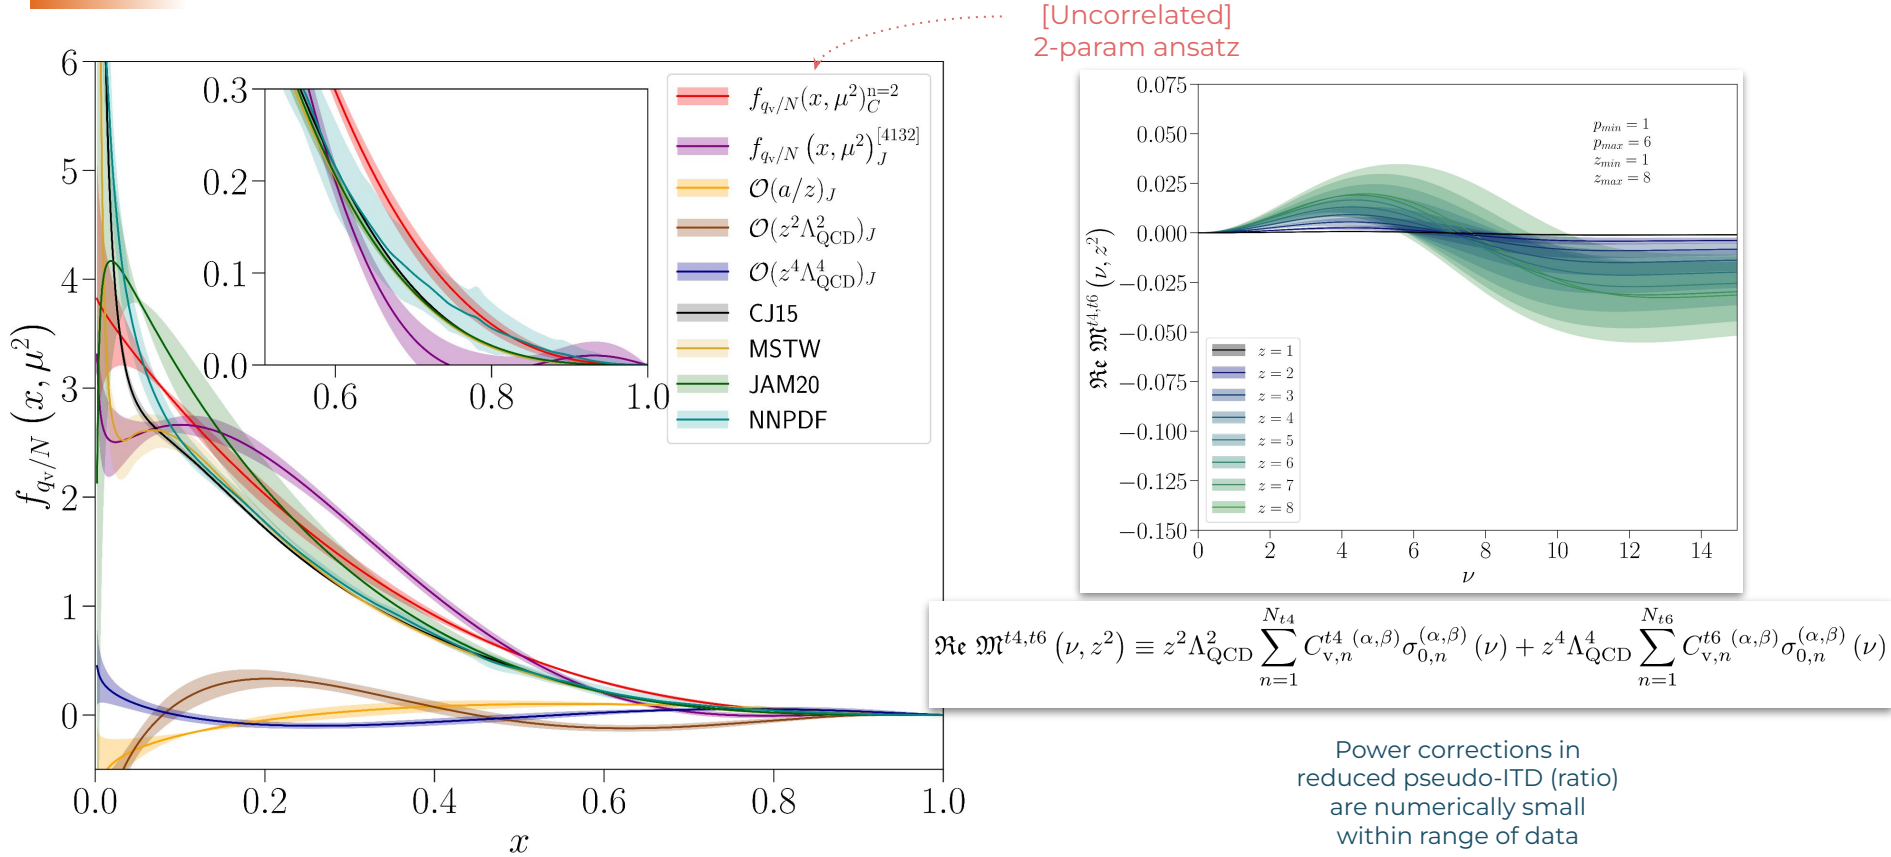 [Uncorrelated]
2-param ansatz
f_{q_v/N} (x, μ²)
6
5
4
3
2
1
0
0.0 0.2 0.4 0.6 0.8 1.0
x
0.3
0.2
0.1
0.0
0.6 0.8 1.0
f_{q_v/N}(x, μ²)_C^{n=2}
f_{q_v/N} (x, μ²)_J^{[4132]}
𝒪(a/z)_J
𝒪(z²Λ²_QCD)_J
𝒪(z⁴Λ⁴_QCD)_J
CJ15
MSTW
JAM20
NNPDF
ℜe 𝔐^{t4,t6} (ν, z²)
0.075
0.050
0.025
0.000
−0.025
−0.050
−0.075
−0.100
−0.125
−0.150
0 2 4 6 8 10 12 14
ν
p_min = 1
p_max = 6
z_min = 1
z_max = 8
z = 1
z = 2
z = 3
z = 4
z = 5
z = 6
z = 7
z = 8
ℜe 𝔐^{t4,t6} (ν, z²) ≡ z²Λ²_QCD ∑_{n=1}^{N_{t4}} C_{v,n}^{t4 (α,β)} σ_{0,n}^{(α,β)} (ν) + z⁴Λ⁴_QCD ∑_{n=1}^{N_{t6}} C_{v,n}^{t6 (α,β)} σ_{0,n}^{(α,β)} (ν)
Power corrections in
reduced pseudo-ITD (ratio)
are numerically small
within range of data